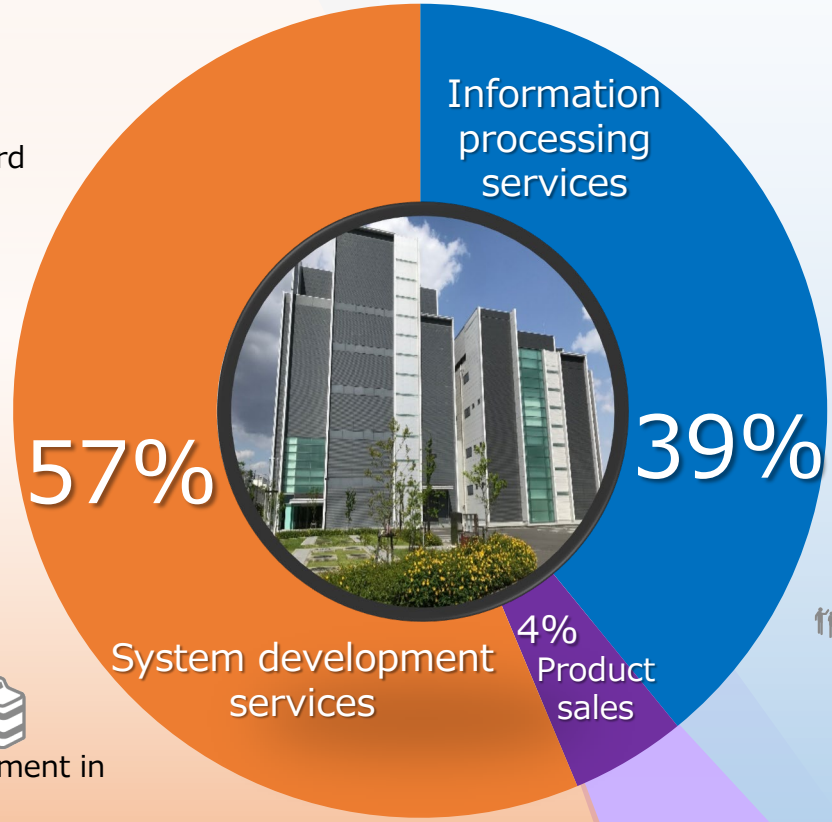 Information
processing
services
rd
57%
39%
System development
services
4%
Product
sales
ment in